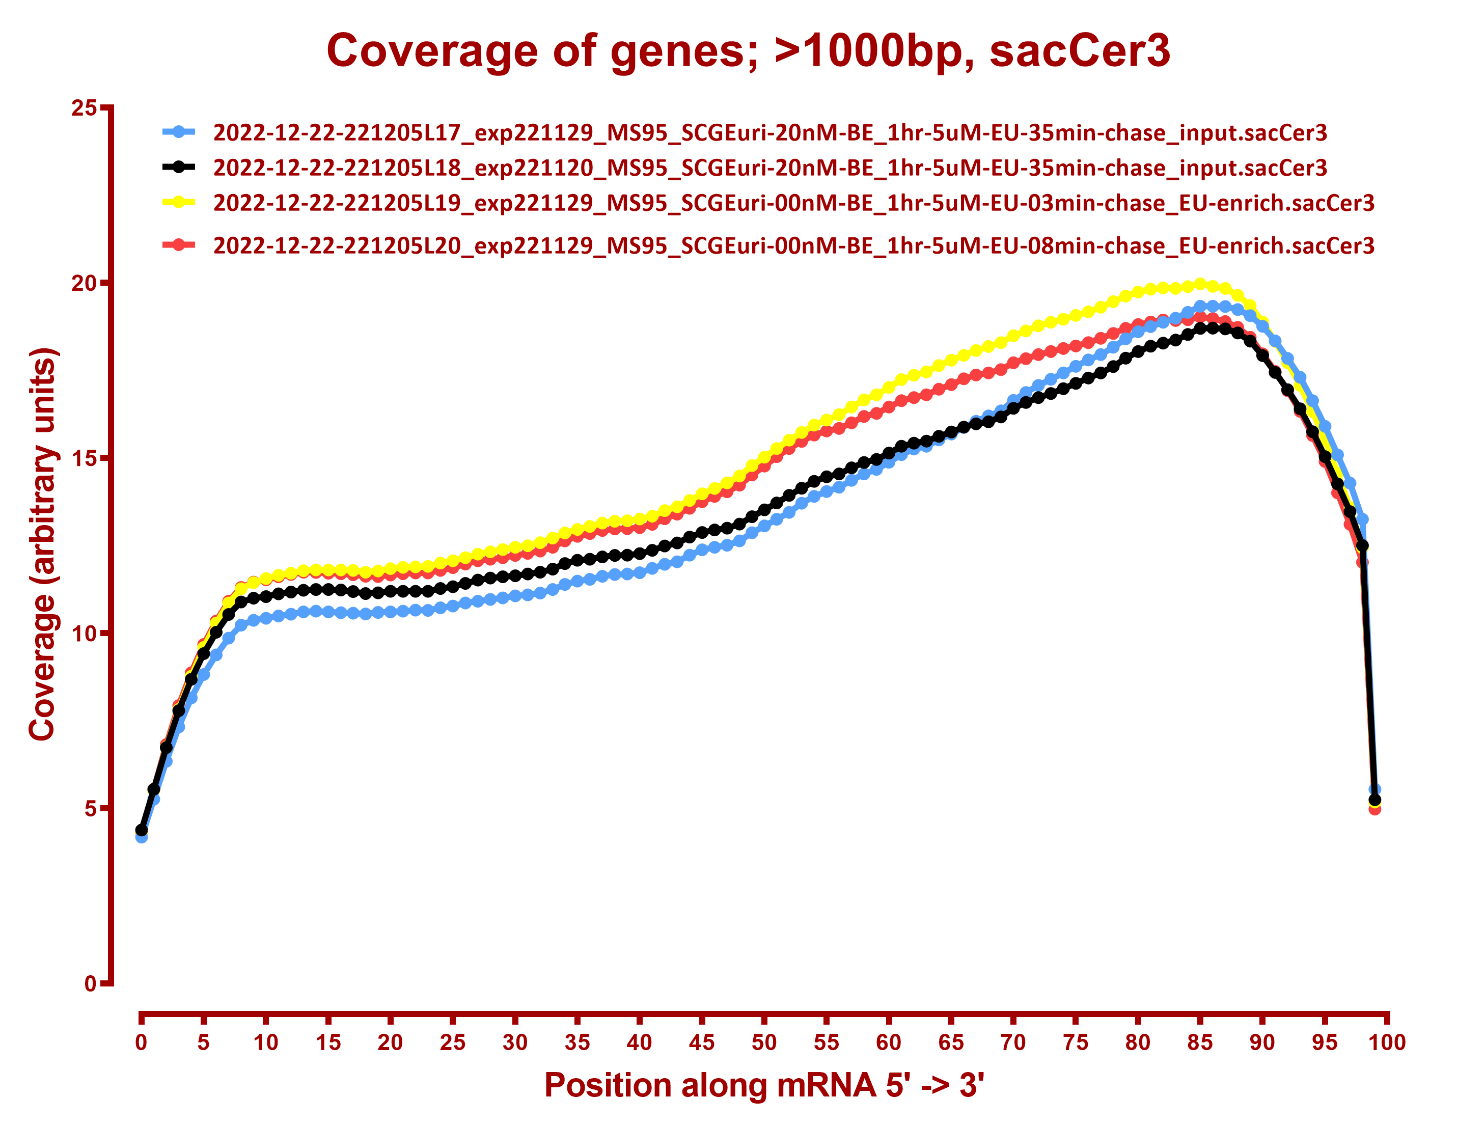 Coverage of genes; >1000bp, sacCer3
25
2022-12-22-221205L17_exp221129_MS95_SCGEuri-20nM-BE_1hr-5uM-EU-35min-chase_input.sacCer3
2022-12-22-221205L18_exp221120_MS95_SCGEuri-20nM-BE_1hr-5uM-EU-35min-chase_input.sacCer3
2022-12-22-221205L19_exp221129_MS95_SCGEuri-00nM-BE_1hr-5uM-EU-03min-chase_EU-enrich.sacCer3
2022-12-22-221205L20_exp221129_MS95_SCGEuri-00nM-BE_1hr-5uM-EU-08min-chase_EU-enrich.sacCer3
20
15
10
5
0
Coverage (arbitrary units)
0 5 10 15 20 25 30 35 40 45 50 55 60 65 70 75 80 85 90 95 100
Position along mRNA 5' -> 3'